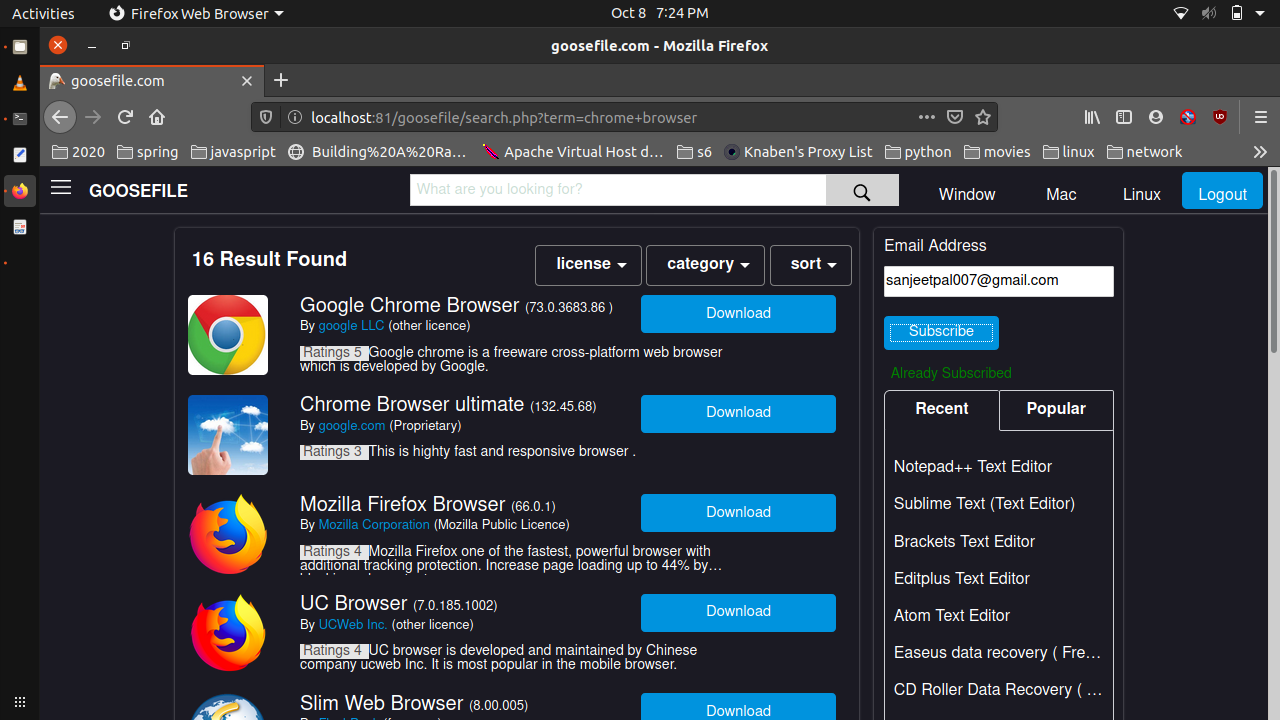 Activities
Firefox Web Browser
Oct 8 7:24 PM
goosefile.com - Mozilla Firefox
goosefile.com
localhost:81/goosefile/search.php?term=chrome+browser
2020
spring
javasript
Building%20A%20Ra…
Apache Virtual Host d…
s6
Knaben's Proxy List
python
movies
linux
network
GOOSEFILE
What are you looking for?
Window
Mac
Linux
Logout
16 Result Found
license
category
sort
Google Chrome Browser (73.0.3683.86 )
By google LLC (other licence)
Ratings 5 Google chrome is a freeware cross-platform web browser
which is developed by Google.
Download
Chrome Browser ultimate (132.45.68)
By google.com (Proprietary)
Ratings 3 This is highty fast and responsive browser .
Download
Mozilla Firefox Browser (66.0.1)
By Mozilla Corporation (Mozilla Public Licence)
Ratings 4 Mozilla Firefox one of the fastest, powerful browser with
additional tracking protection. Increase page loading up to 44% by…
Download
UC Browser (7.0.185.1002)
By UCWeb Inc. (other licence)
Ratings 4 UC browser is developed and maintained by Chinese
company ucweb Inc. It is most popular in the mobile browser.
Download
Slim Web Browser (8.00.005)
Download
Email Address
sanjeetpal007@gmail.com
Subscribe
Already Subscribed
Recent
Popular
Notepad++ Text Editor
Sublime Text (Text Editor)
Brackets Text Editor
Editplus Text Editor
Atom Text Editor
Easeus data recovery ( Fre…
CD Roller Data Recovery ( …